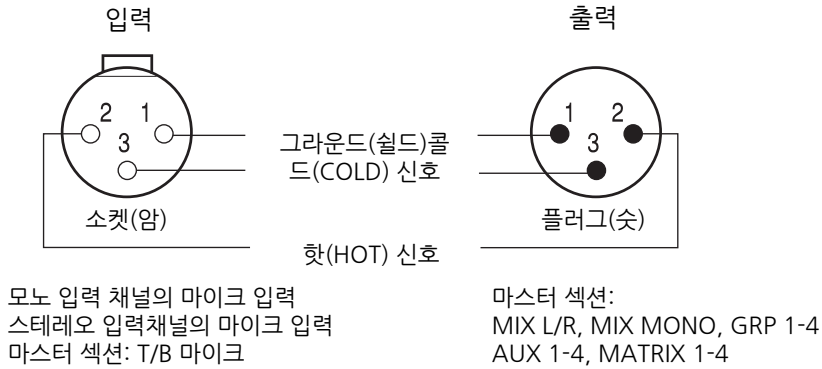 입력
출력
2 1
3
1 2
3
그라운드(쉴드)콜
드(COLD) 신호
소켓(암)
플러그(숫)
핫(HOT) 신호
모노 입력 채널의 마이크 입력
스테레오 입력채널의 마이크 입력
마스터 섹션: T/B 마이크
마스터 섹션:
MIX L/R, MIX MONO, GRP 1-4
AUX 1-4, MATRIX 1-4